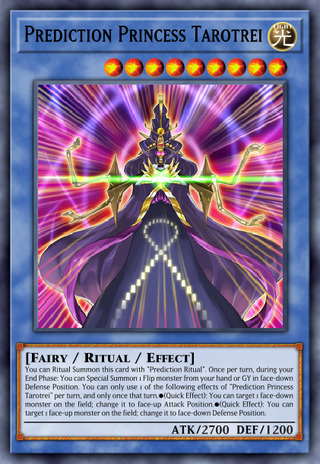 PREDICTION PRINCESS TAROTREI
LIGHT
光
[FAIRY / RITUAL / EFFECT]
You can Ritual Summon this card with "Prediction Ritual". Once per turn, during your
End Phase: You can Special Summon 1 Flip monster from your hand or GY in face-down
Defense Position. You can only use 1 of the following effects of "Prediction Princess
Tarotrei" per turn, and only once that turn.●(Quick Effect): You can target 1 face-down
monster on the field; change it to face-up Attack Position.●(Quick Effect): You can
target 1 face-up monster on the field; change it to face-down Defense Position.
ATK/2700 DEF/1200